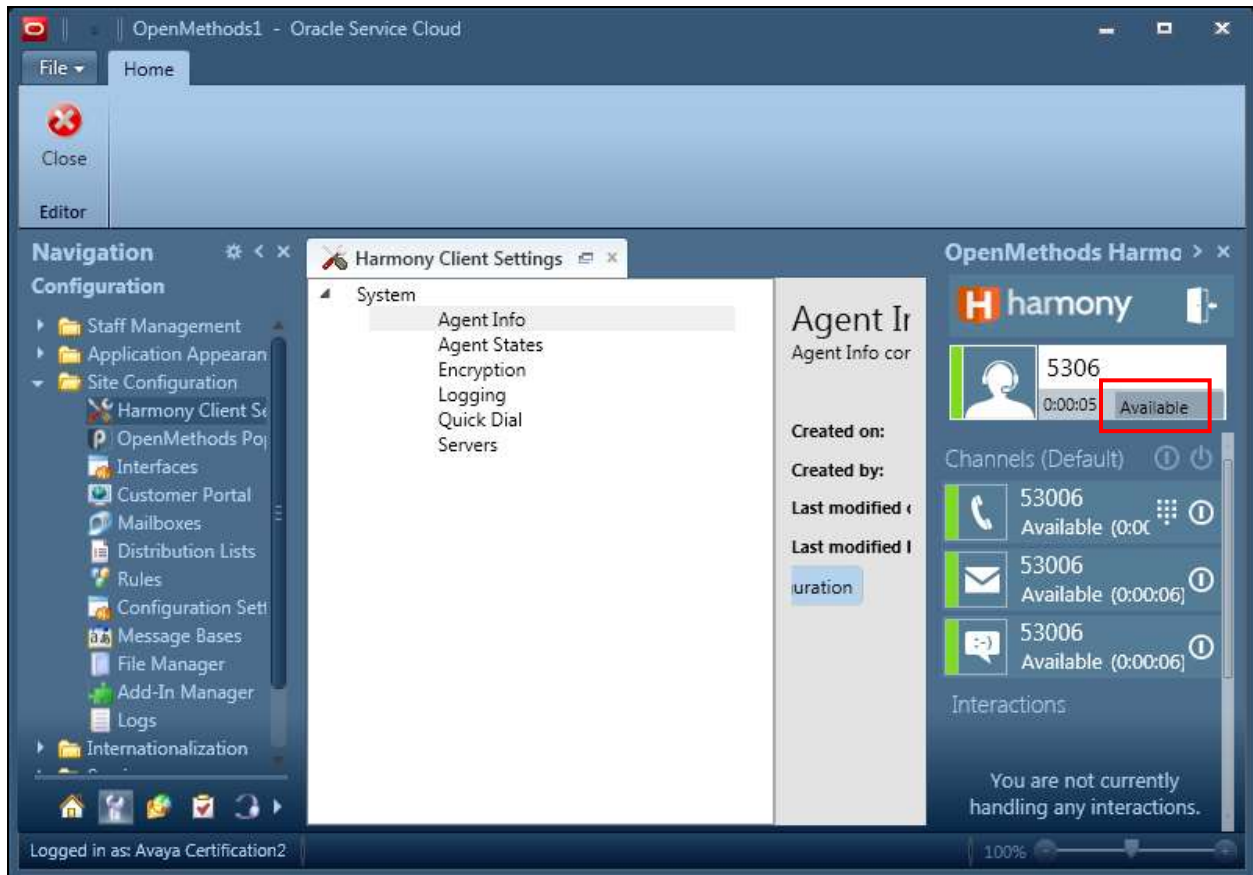 OpenMethods1 - Oracle Service Cloud
File
Home
Close
Editor
Navigation
Configuration
Staff Management
Application Appearan
Site Configuration
Harmony Client Se
OpenMethods Po
Interfaces
Customer Portal
Mailboxes
Distribution Lists
Rules
Configuration Sett
Message Bases
File Manager
Add-In Manager
Logs
Internationalization
Harmony Client Settings
System
Agent Info
Agent States
Encryption
Logging
Quick Dial
Servers
Agent Ir
Agent Info cor
Created on:
Created by:
Last modified
Last modified
uration
OpenMethods Harmo
H harmony
5306
0:00:05 Available
Channels (Default)
53006
Available (0:0
53006
Available (0:00:06)
53006
Available (0:00:06)
Interactions
You are not currently
handling any interactions.
Logged in as: Avaya Certification2
100%